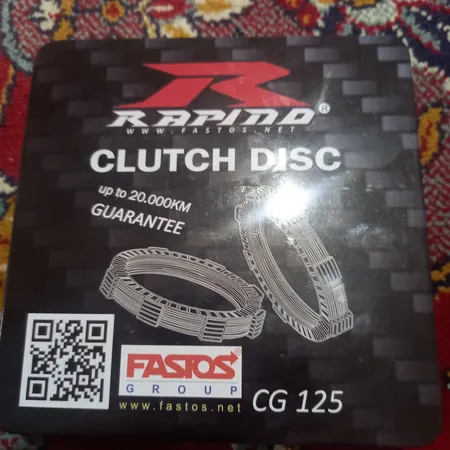 R
RAPIDO®
WWW.FASTOS.NET
CLUTCH DISC
up to 20.000KM
GUARANTEE
FASTOS
GROUP
www.fastos.net
CG 125